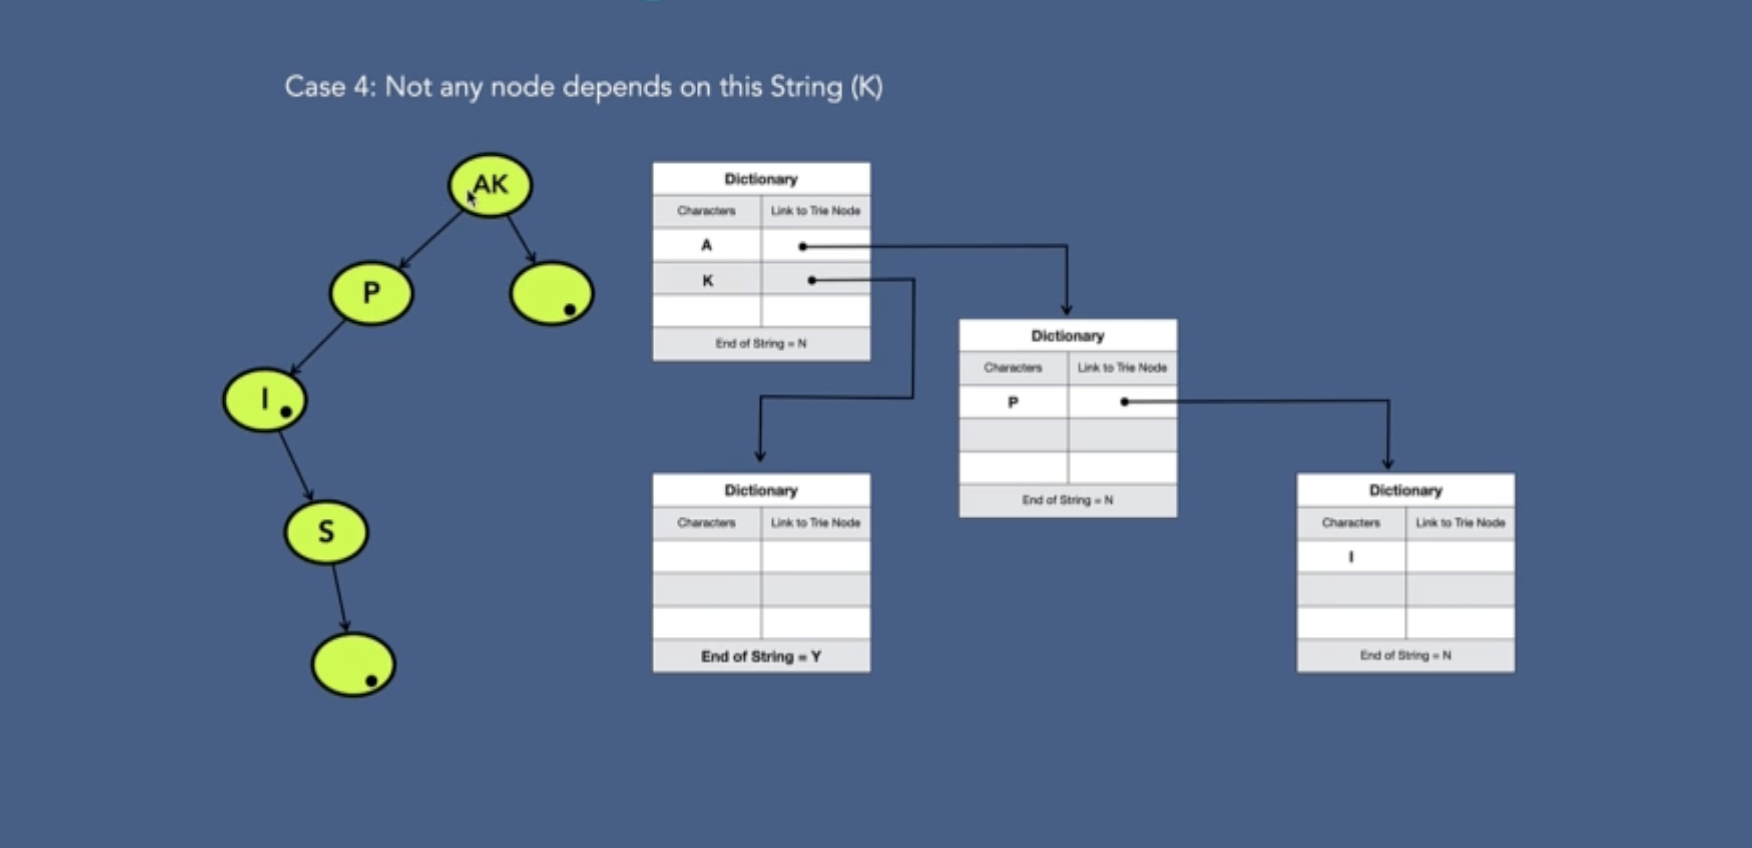 Case 4: Not any node depends on this String (K)
AK
P
I
S
Dictionary
Characters Link to Trie Node
A
K
End of String = N
Dictionary
Characters Link to Trie Node
P
End of String = N
Dictionary
Characters Link to Trie Node
End of String = Y
Dictionary
Characters Link to Trie Node
I
End of String = N